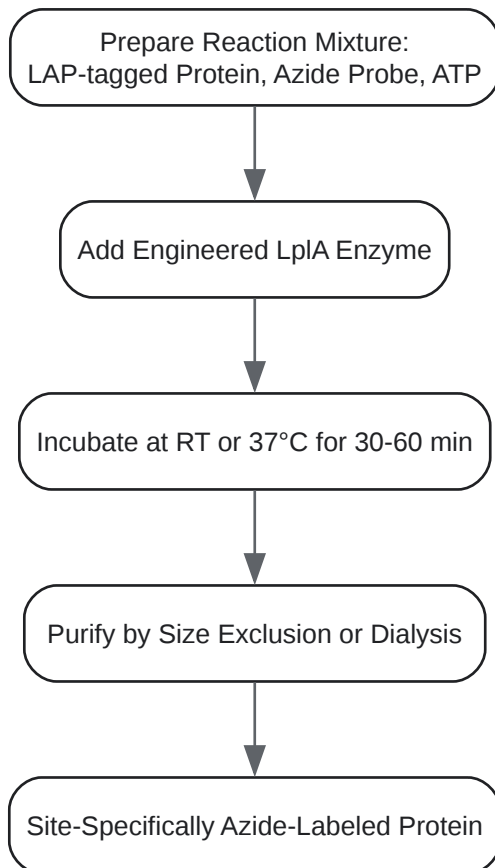 Prepare Reaction Mixture:
LAP-tagged Protein, Azide Probe, ATP
Add Engineered LplA Enzyme
Incubate at RT or 37°C for 30-60 min
Purify by Size Exclusion or Dialysis
Site-Specifically Azide-Labeled Protein